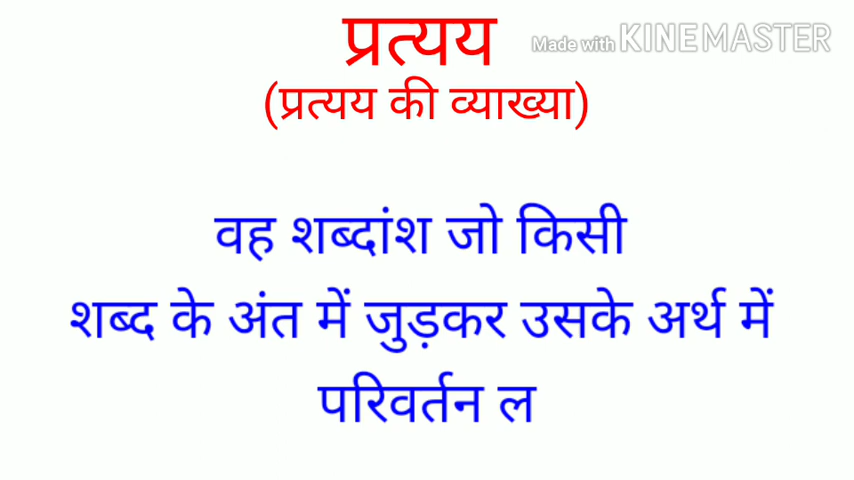 प्रत्यय
Made with KINEMASTER
(प्रत्यय की व्याख्या)
वह शब्दांश जो किसी
शब्द के अंत में जुड़कर उसके अर्थ में
परिवर्तन ल